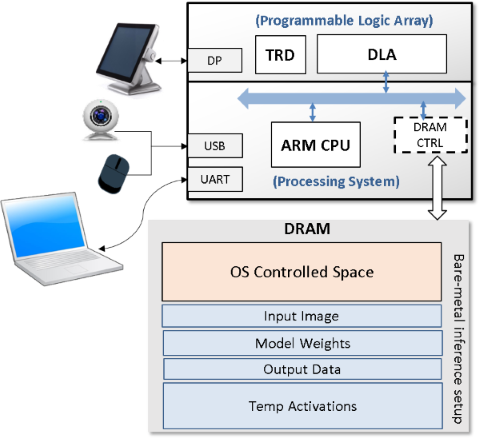 (Programmable Logic Array)
DP
TRD
DLA
USB
ARM CPU
DRAM
CTRL
UART
(Processing System)
DRAM
OS Controlled Space
Input Image
Model Weights
Output Data
Temp Activations
Bare-metal inference setup